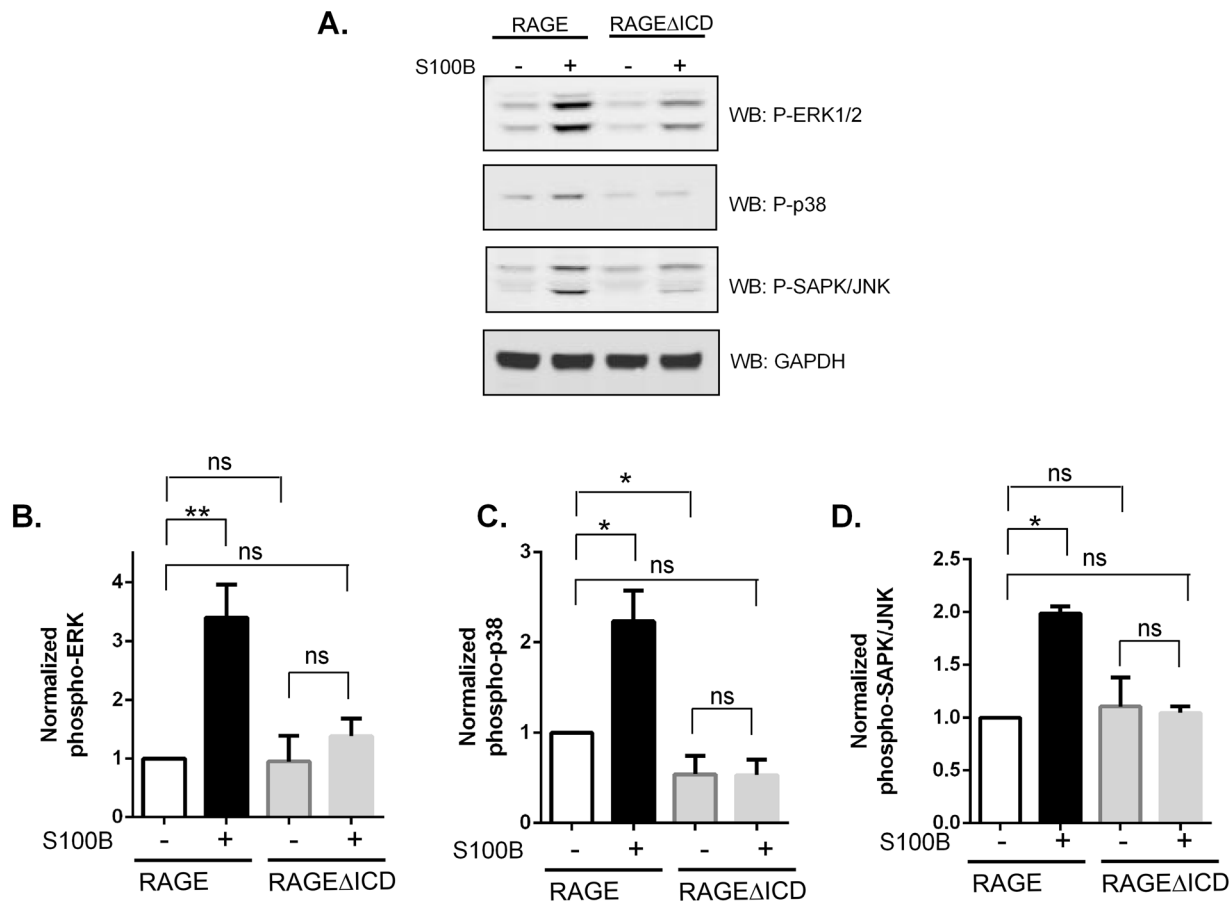 A.
RAGE RAGEΔICD
S100B - + - +
WB: P-ERK1/2
WB: P-p38
WB: P-SAPK/JNK
WB: GAPDH
B.
ns
**
ns
ns
Normalized
phospho-ERK
4
3
2
1
0
S100B - + - +
RAGE RAGEΔICD
C.
*
*
ns
ns
Normalized
phospho-p38
3
2
1
0
S100B - + - +
RAGE RAGEΔICD
D.
ns
*
ns
ns
Normalized
phospho-SAPK/JNK
2.5
2.0
1.5
1.0
0.5
0.0
S100B - + - +
RAGE RAGEΔICD